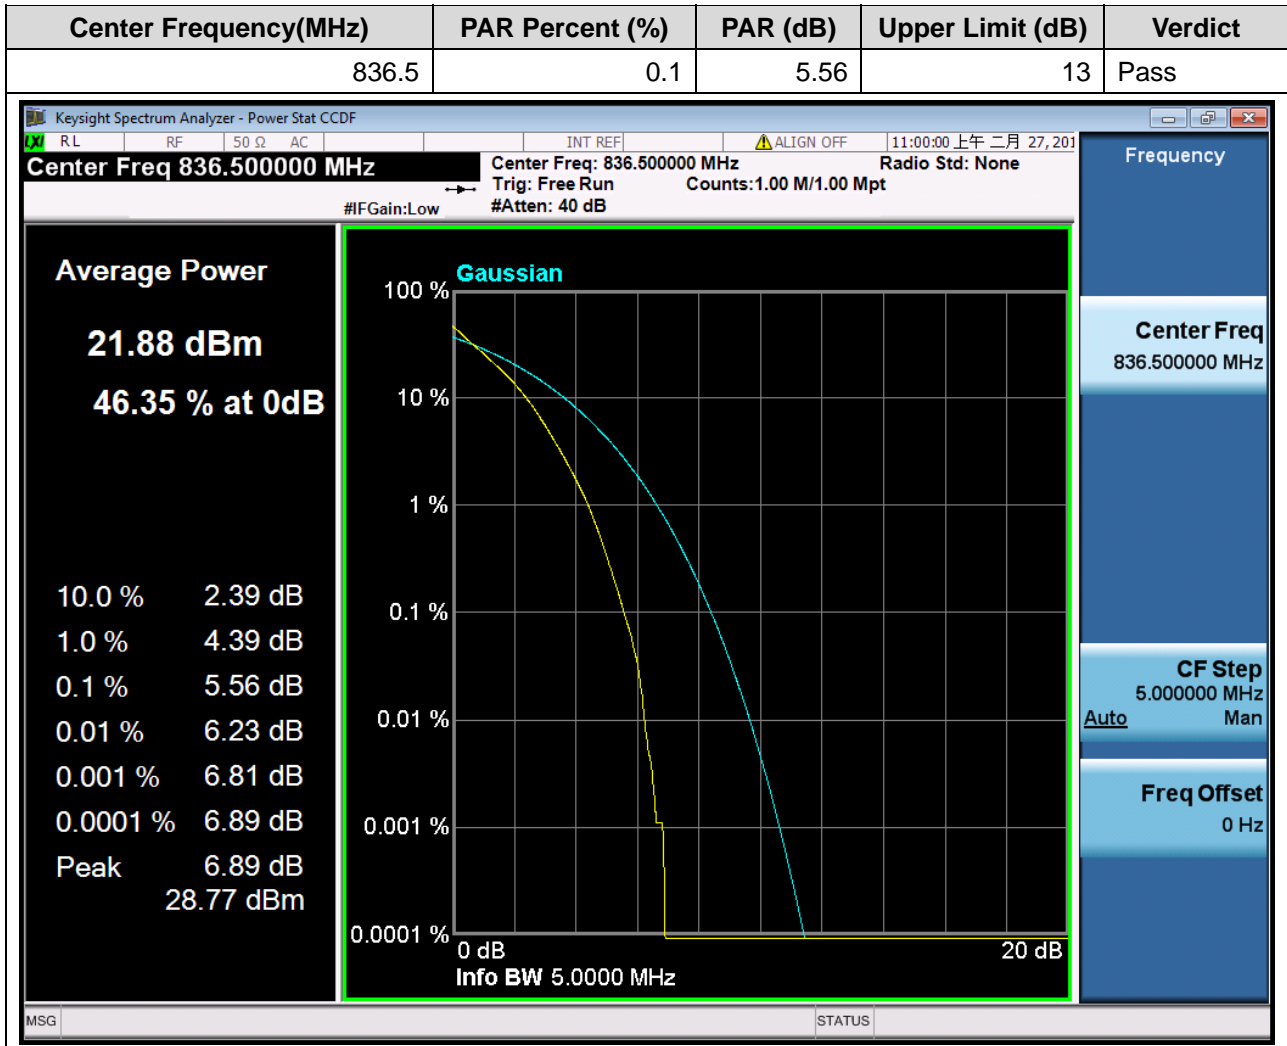 Center Frequency(MHz) PAR Percent (%) PAR (dB) Upper Limit (dB) Verdict
836.5 0.1 5.56 13 Pass
Keysight Spectrum Analyzer - Power Stat CCDF
LXI RL RF 50 Ω AC INT REF ALIGN OFF 11:00:00 上午 二月 27, 201
Center Freq 836.500000 MHz
Center Freq: 836.500000 MHz Radio Std: None
Trig: Free Run Counts:1.00 M/1.00 Mpt
#IFGain:Low #Atten: 40 dB
Frequency
Average Power
21.88 dBm
46.35 % at 0dB
10.0 % 2.39 dB
1.0 % 4.39 dB
0.1 % 5.56 dB
0.01 % 6.23 dB
0.001 % 6.81 dB
0.0001 % 6.89 dB
Peak 6.89 dB
28.77 dBm
Gaussian
100 %
10 %
1 %
0.1 %
0.01 %
0.001 %
0.0001 %
0 dB 20 dB
Info BW 5.0000 MHz
Center Freq
836.500000 MHz
CF Step
5.000000 MHz
Auto Man
Freq Offset
0 Hz
MSG STATUS